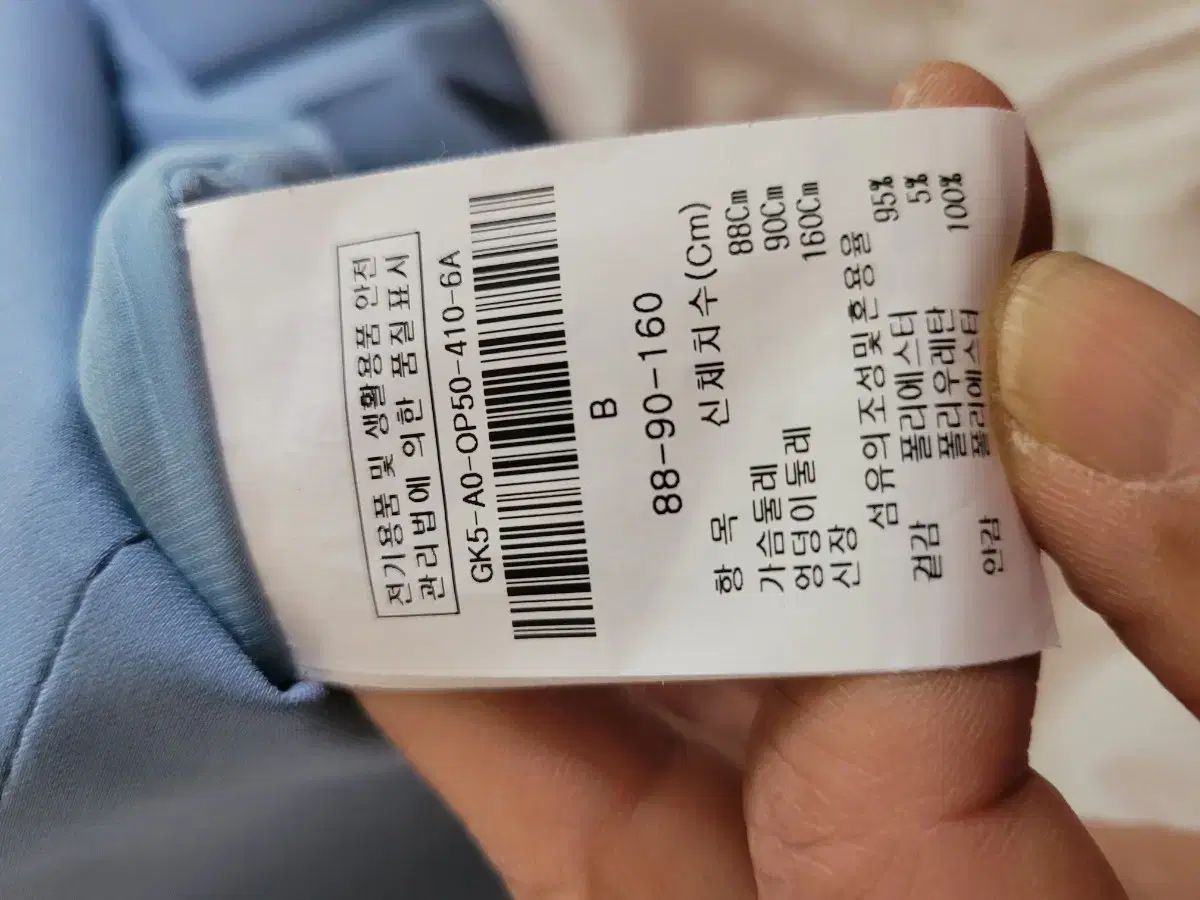 전기용품 및 생활용품 안전
관리법에 의한 품질표시
GK5-A0-OP50-410-6A
B
88-90-160
항 목 신체치수(Cm)
가슴둘레 88Cm
엉덩이둘레 90Cm
신장 160Cm
섬유의조성및혼용율
겉감 폴리에스터 95%
폴리우레탄 5%
안감 폴리에스터 100%